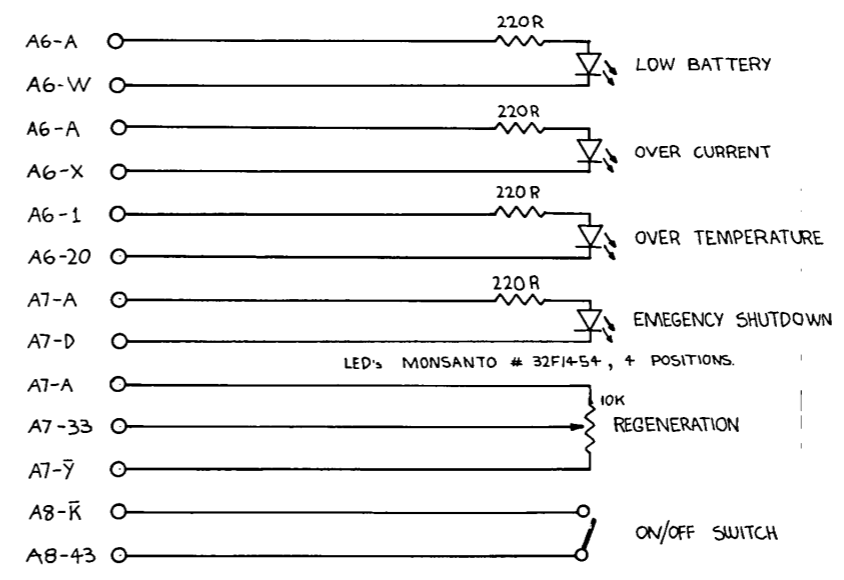 220R
A6-A
LOW BATTERY
A6-W
220R
A6-A
OVER CURRENT
A6-X
220R
A6-1
OVER TEMPERATURE
A6-20
220R
A7-A
EMEGENCY SHUTDOWN
A7-D
LED's MONSANTO # 32F1454, 4 POSITIONS.
A7-A
10K
A7-33
REGENERATION
A7-Y̅
A8-K̅
ON/OFF SWITCH
A8-43